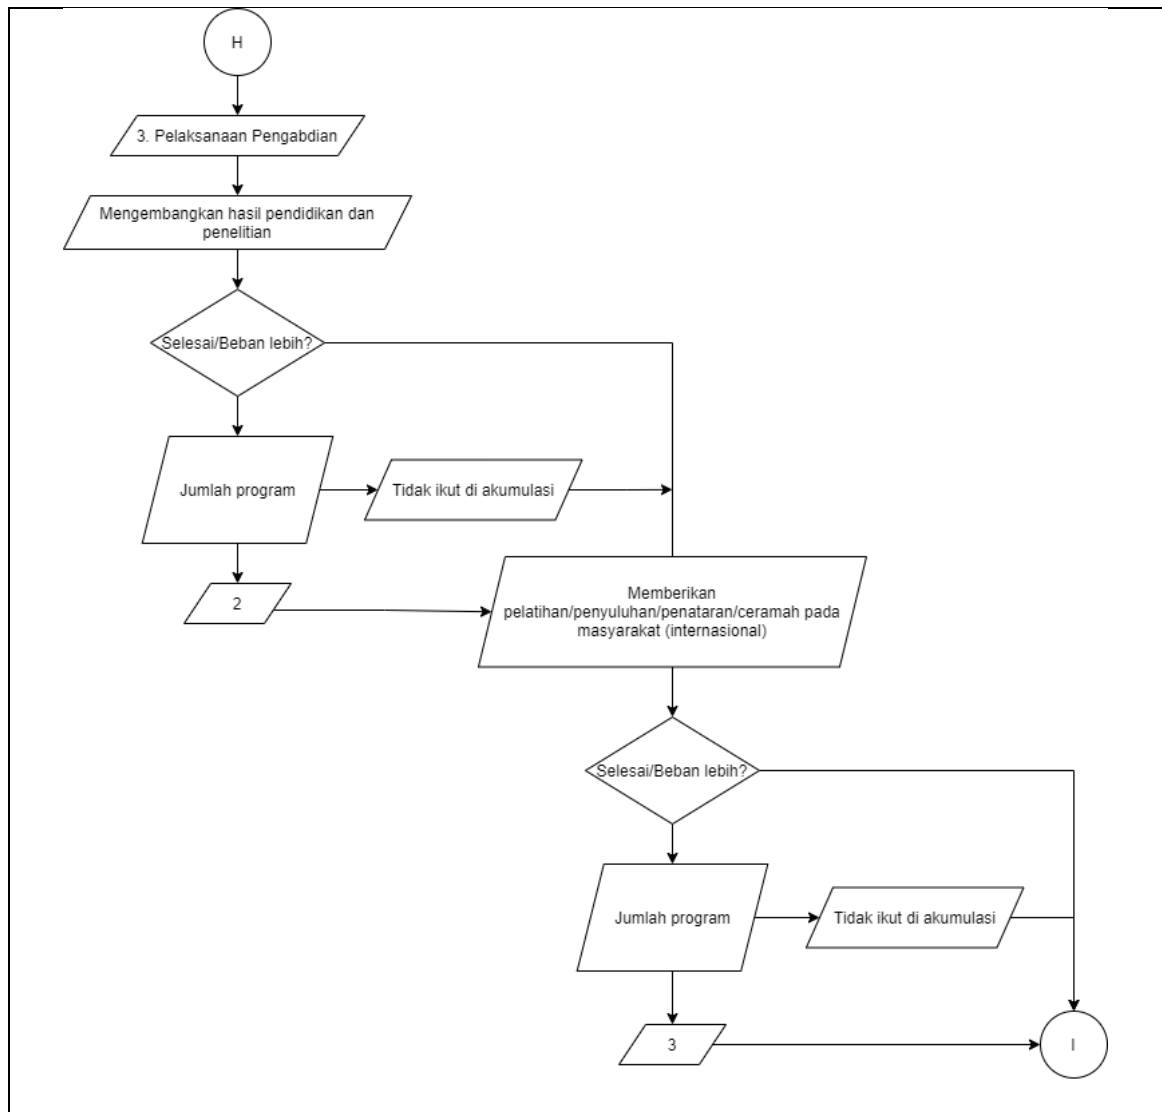 H
3. Pelaksanaan Pengabdian
Mengembangkan hasil pendidikan dan
penelitian
Selesai/Beban lebih?
Jumlah program
Tidak ikut di akumulasi
2
Memberikan
pelatihan/penyuluhan/penataran/ceramah pada
masyarakat (internasional)
Selesai/Beban lebih?
Jumlah program
Tidak ikut di akumulasi
3
I